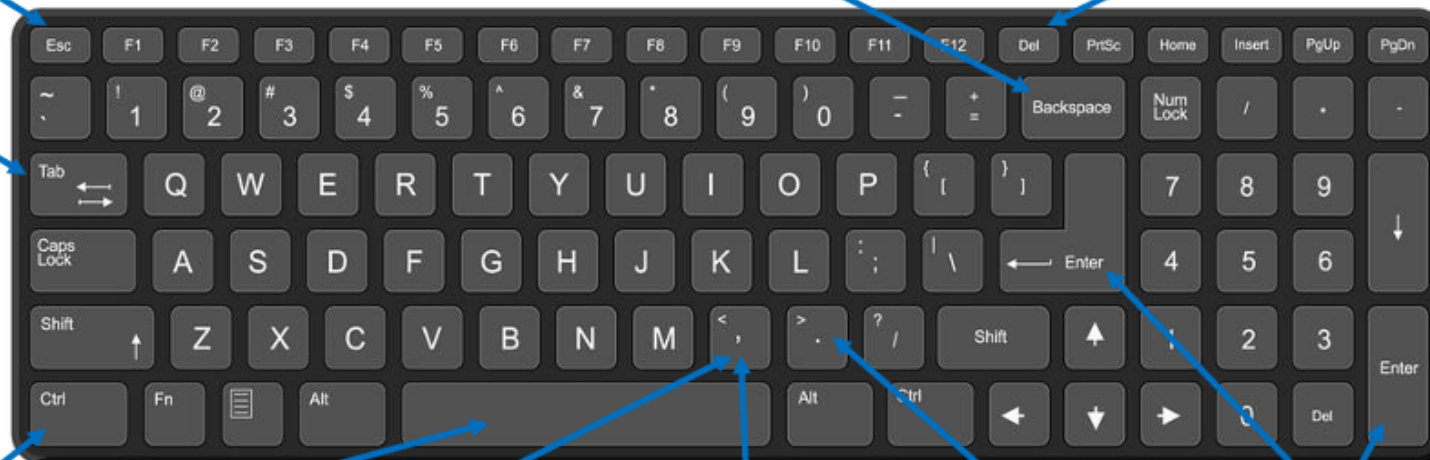 Esc F1 F2 F3 F4 F5 F6 F7 F8 F9 F10 F11 F12 Del PrtSc Home Insert PgUp PgDn
~ ` ! 1 @ 2 # 3 $ 4 % 5 ^ 6 & 7 * 8 ( 9 ) 0 — - + = Backspace Num Lock / * -
Tab Q W E R T Y U I O P { [ } ] 7 8 9
Caps Lock A S D F G H J K L : ; | \ Enter 4 5 6
Shift Z X C V B N M < , > . ? / Shift 1 2 3 Enter
Ctrl Fn Alt Alt Ctrl 0 Del